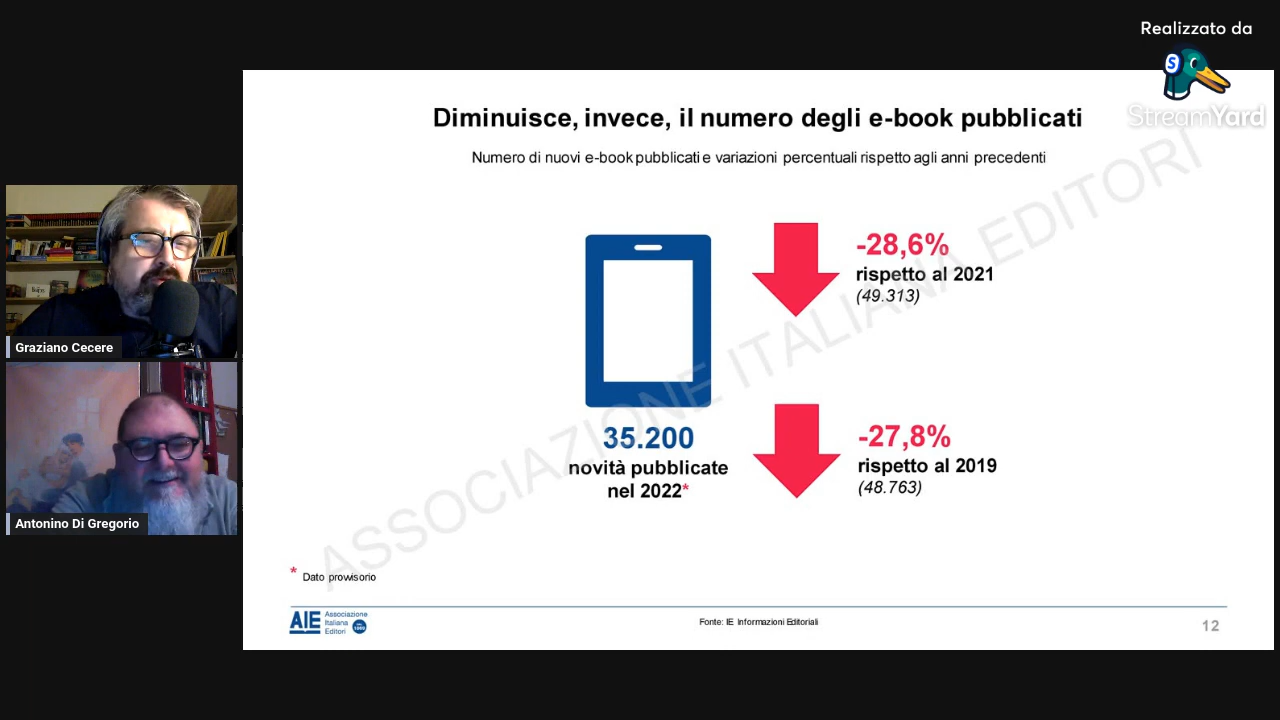 Realizzato da
S
StreamYard
Diminuisce, invece, il numero degli e-book pubblicati
Numero di nuovi e-book pubblicati e variazioni percentuali rispetto agli anni precedenti
-28,6%
rispetto al 2021
(49.313)
35.200
novità pubblicate
nel 2022*
-27,8%
rispetto al 2019
(48.763)
ASSOCIAZIONE ITALIANA EDITORI
Graziano Cecere
Antonino Di Gregorio
* Dato provvisorio
AIE
Associazione
Italiana
Editori
Fonte: IE Informazioni Editoriali
12